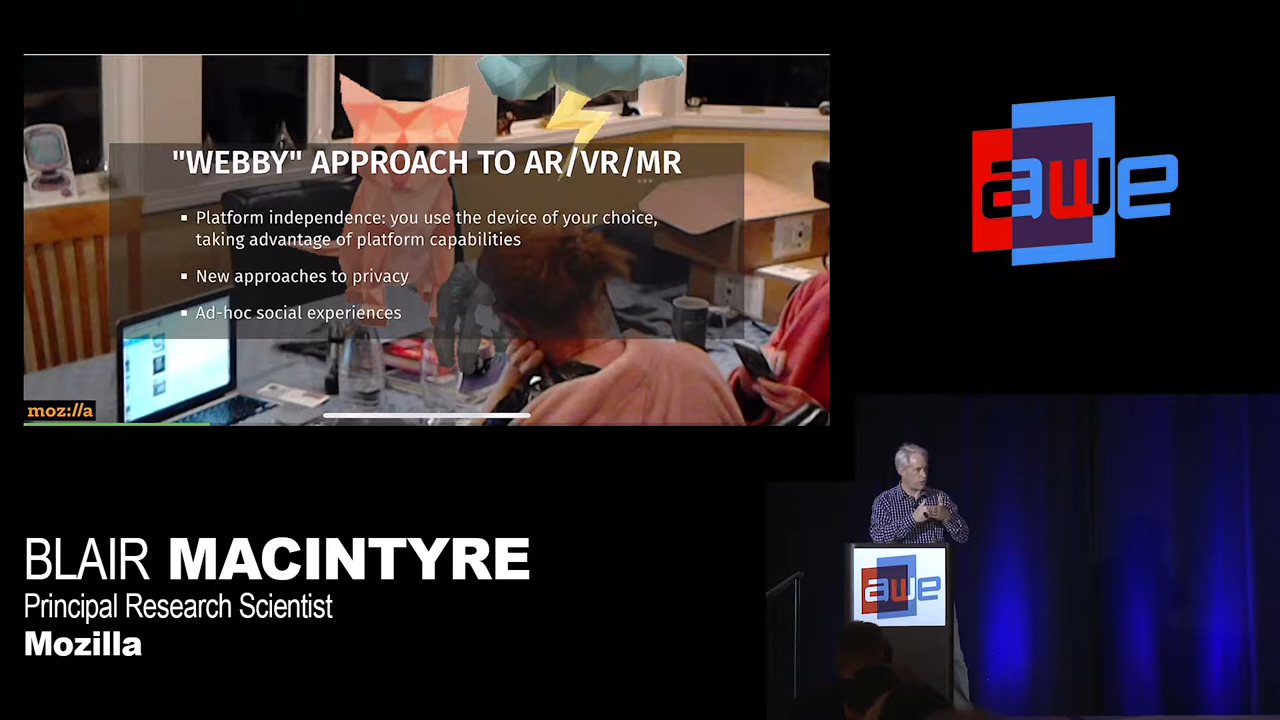 "WEBBY" APPROACH TO AR/VR/MR
Platform independence: you use the device of your choice,
taking advantage of platform capabilities
New approaches to privacy
Ad-hoc social experiences
moz://a
awe
BLAIR MACINTYRE
Principal Research Scientist
Mozilla
awe